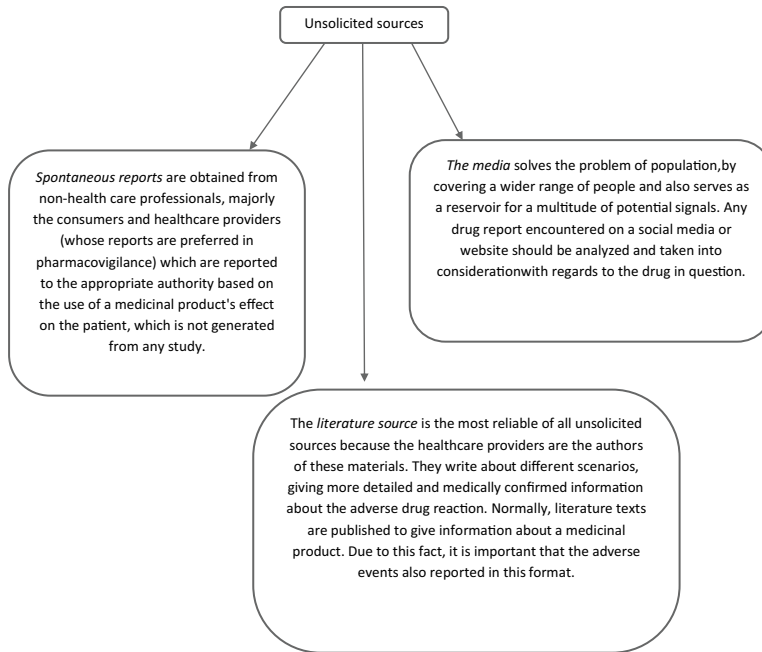 Unsolicited sources
Spontaneous reports are obtained from
non-health care professionals, majorly
the consumers and healthcare providers
(whose reports are preferred in
pharmacovigilance) which are reported
to the appropriate authority based on
the use of a medicinal product's effect
on the patient, which is not generated
from any study.
The media solves the problem of population,by
covering a wider range of people and also serves as
a reservoir for a multitude of potential signals. Any
drug report encountered on a social media or
website should be analyzed and taken into
considerationwith regards to the drug in question.
The literature source is the most reliable of all unsolicited
sources because the healthcare providers are the authors
of these materials. They write about different scenarios,
giving more detailed and medically confirmed information
about the adverse drug reaction. Normally, literature texts
are published to give information about a medicinal
product. Due to this fact, it is important that the adverse
events also reported in this format.